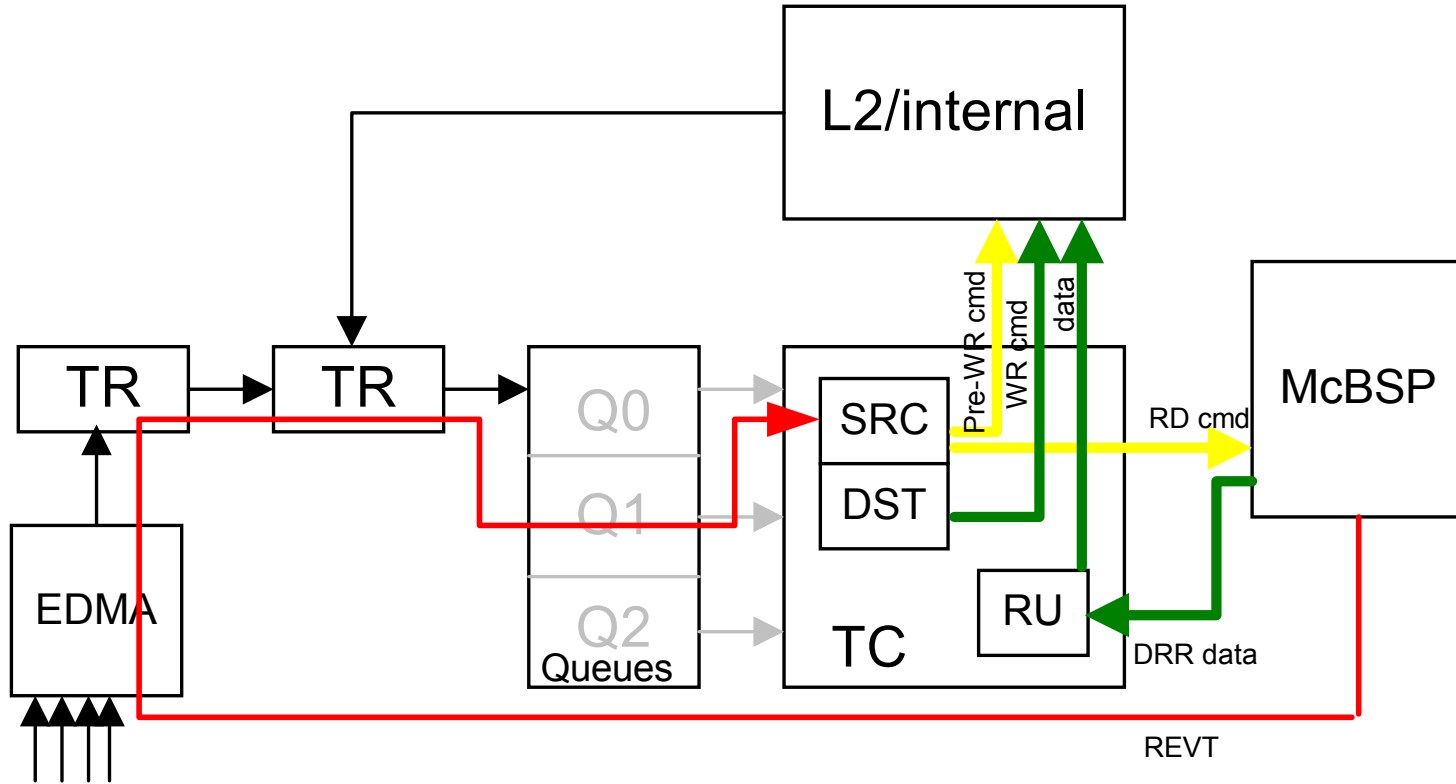 L2/internal
Pre-WR cmd
WR cmd
data
TR
TR
Q0
Q1
Q2
Queues
SRC
DST
RU
TC
RD cmd
McBSP
DRR data
EDMA
REVT